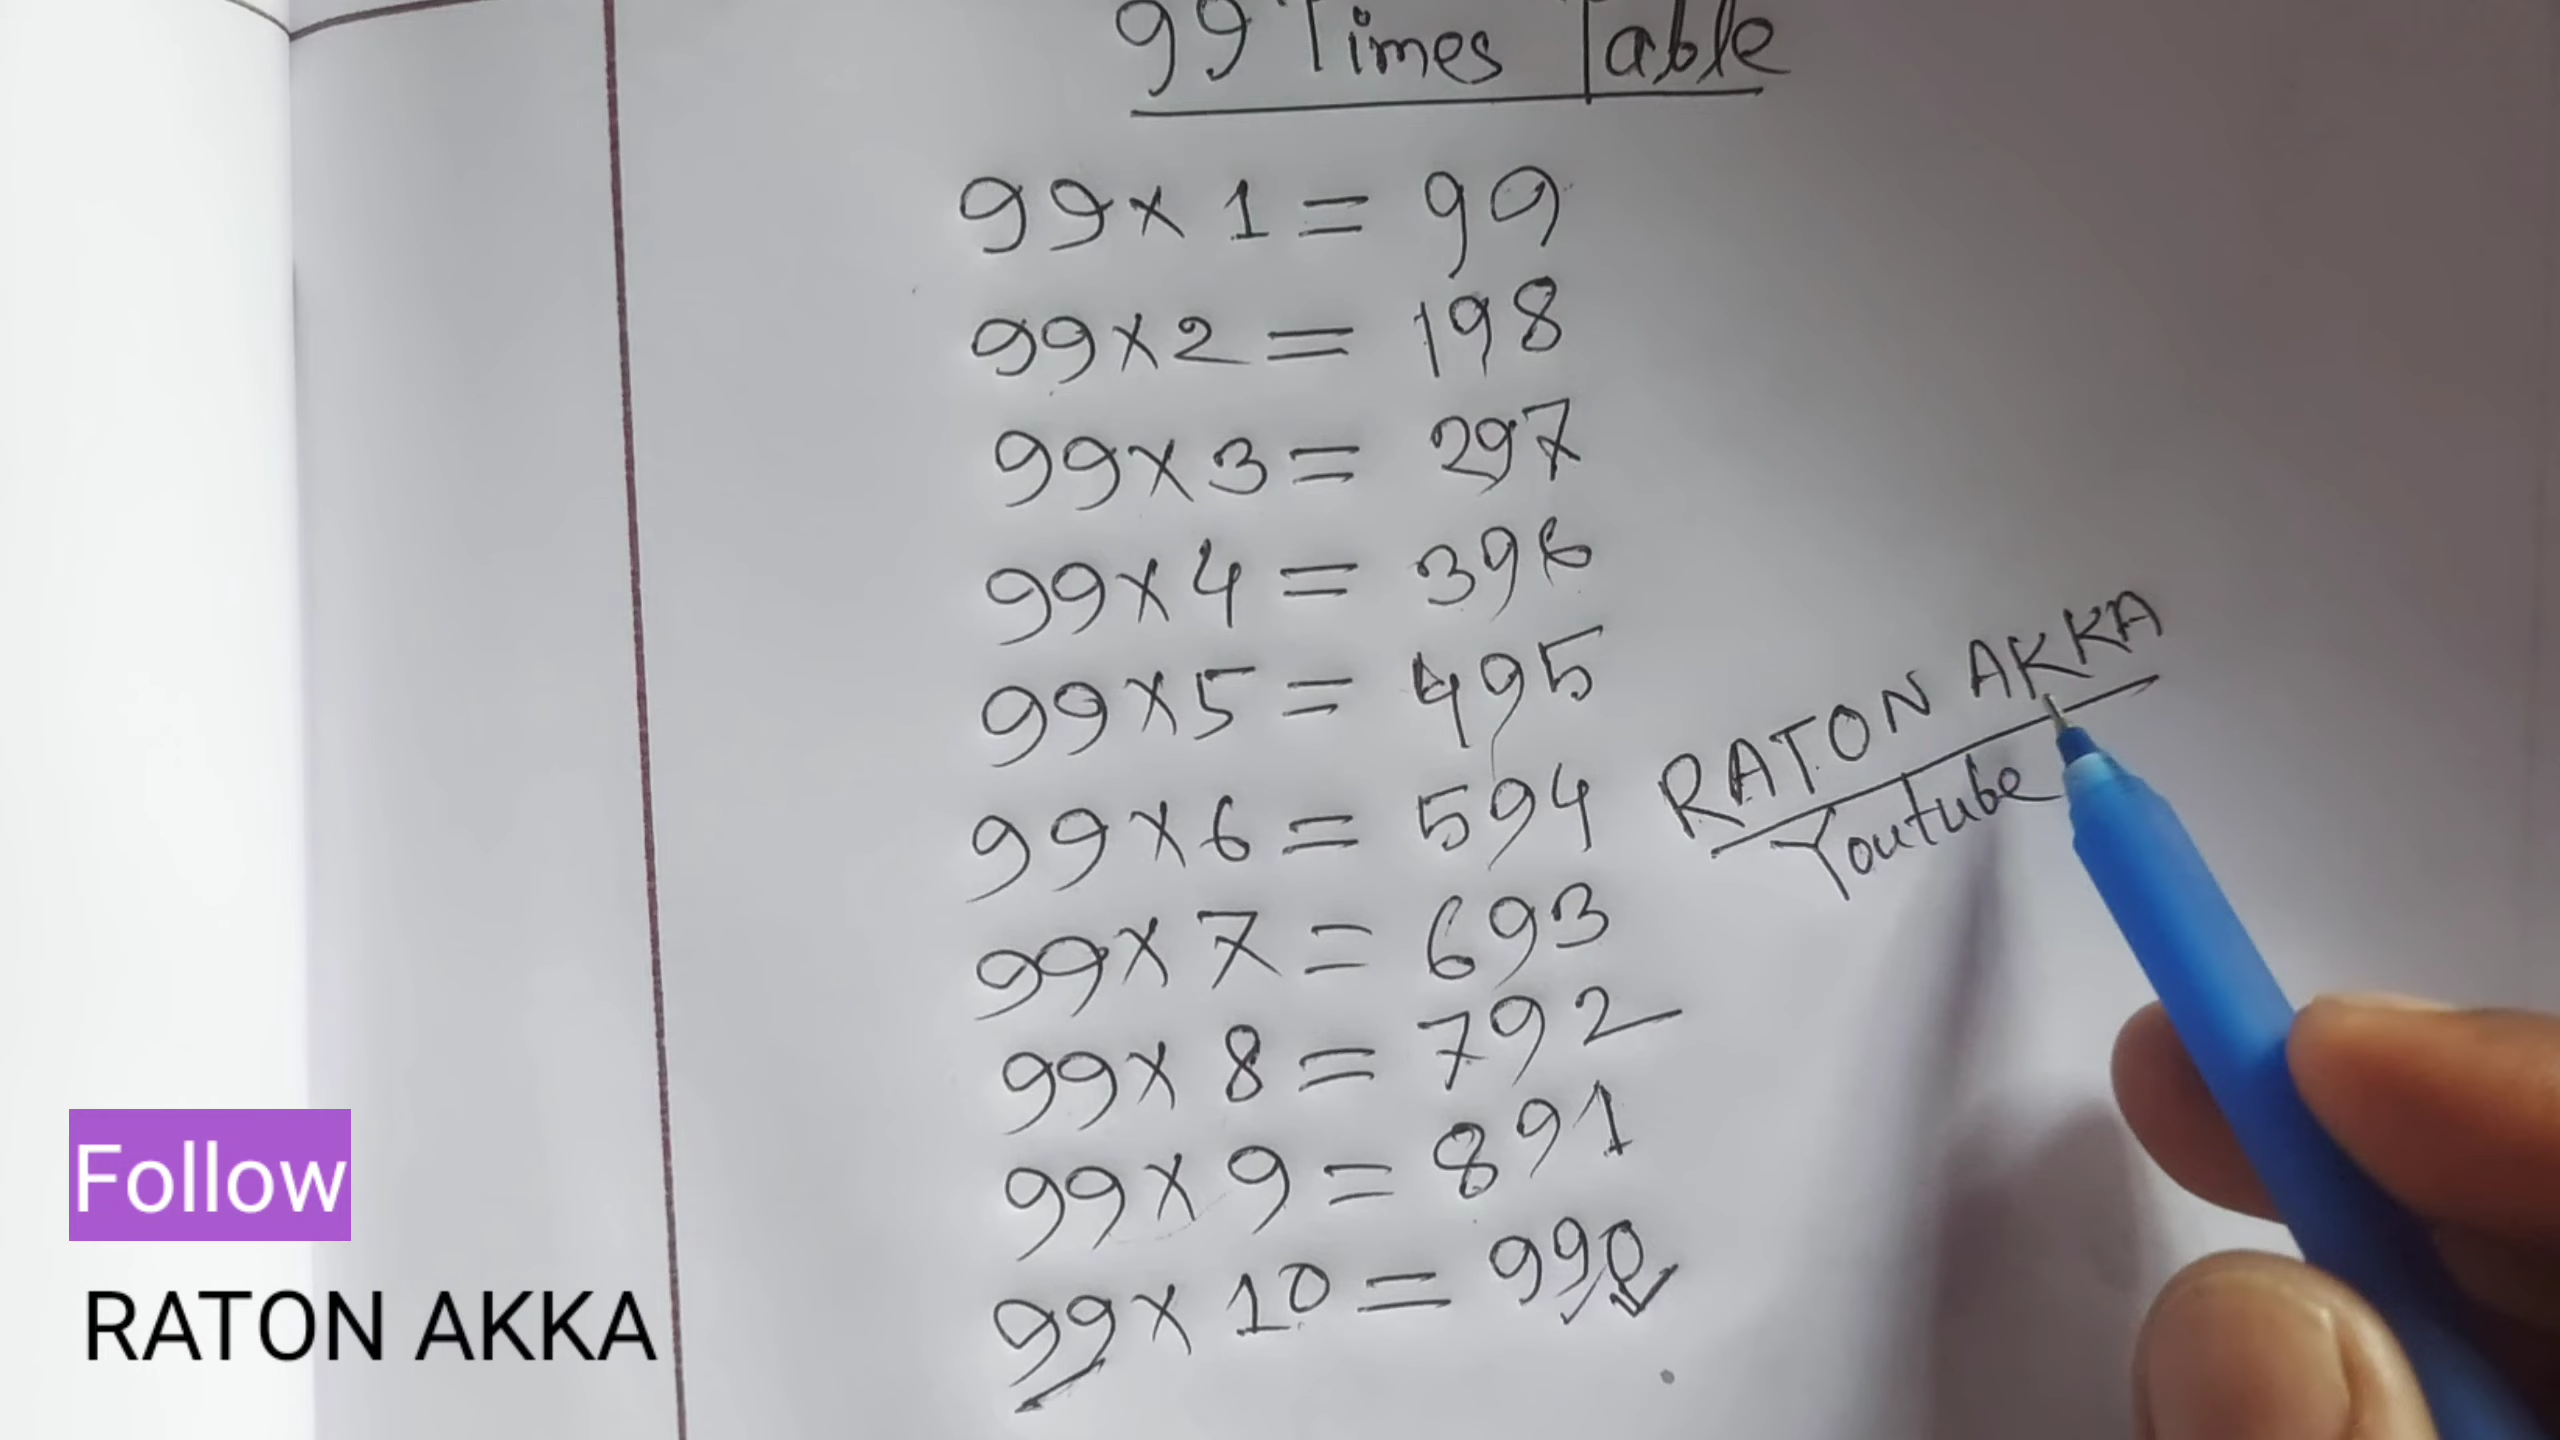 99 Times Table
99 x 1 = 99
99 x 2 = 198
99 x 3 = 297
99 x 4 = 396
99 x 5 = 495
99 x 6 = 594
99 x 7 = 693
99 x 8 = 792
99 x 9 = 891
99 x 10 = 990
RATON AKKA
Youtube
Follow
RATON AKKA